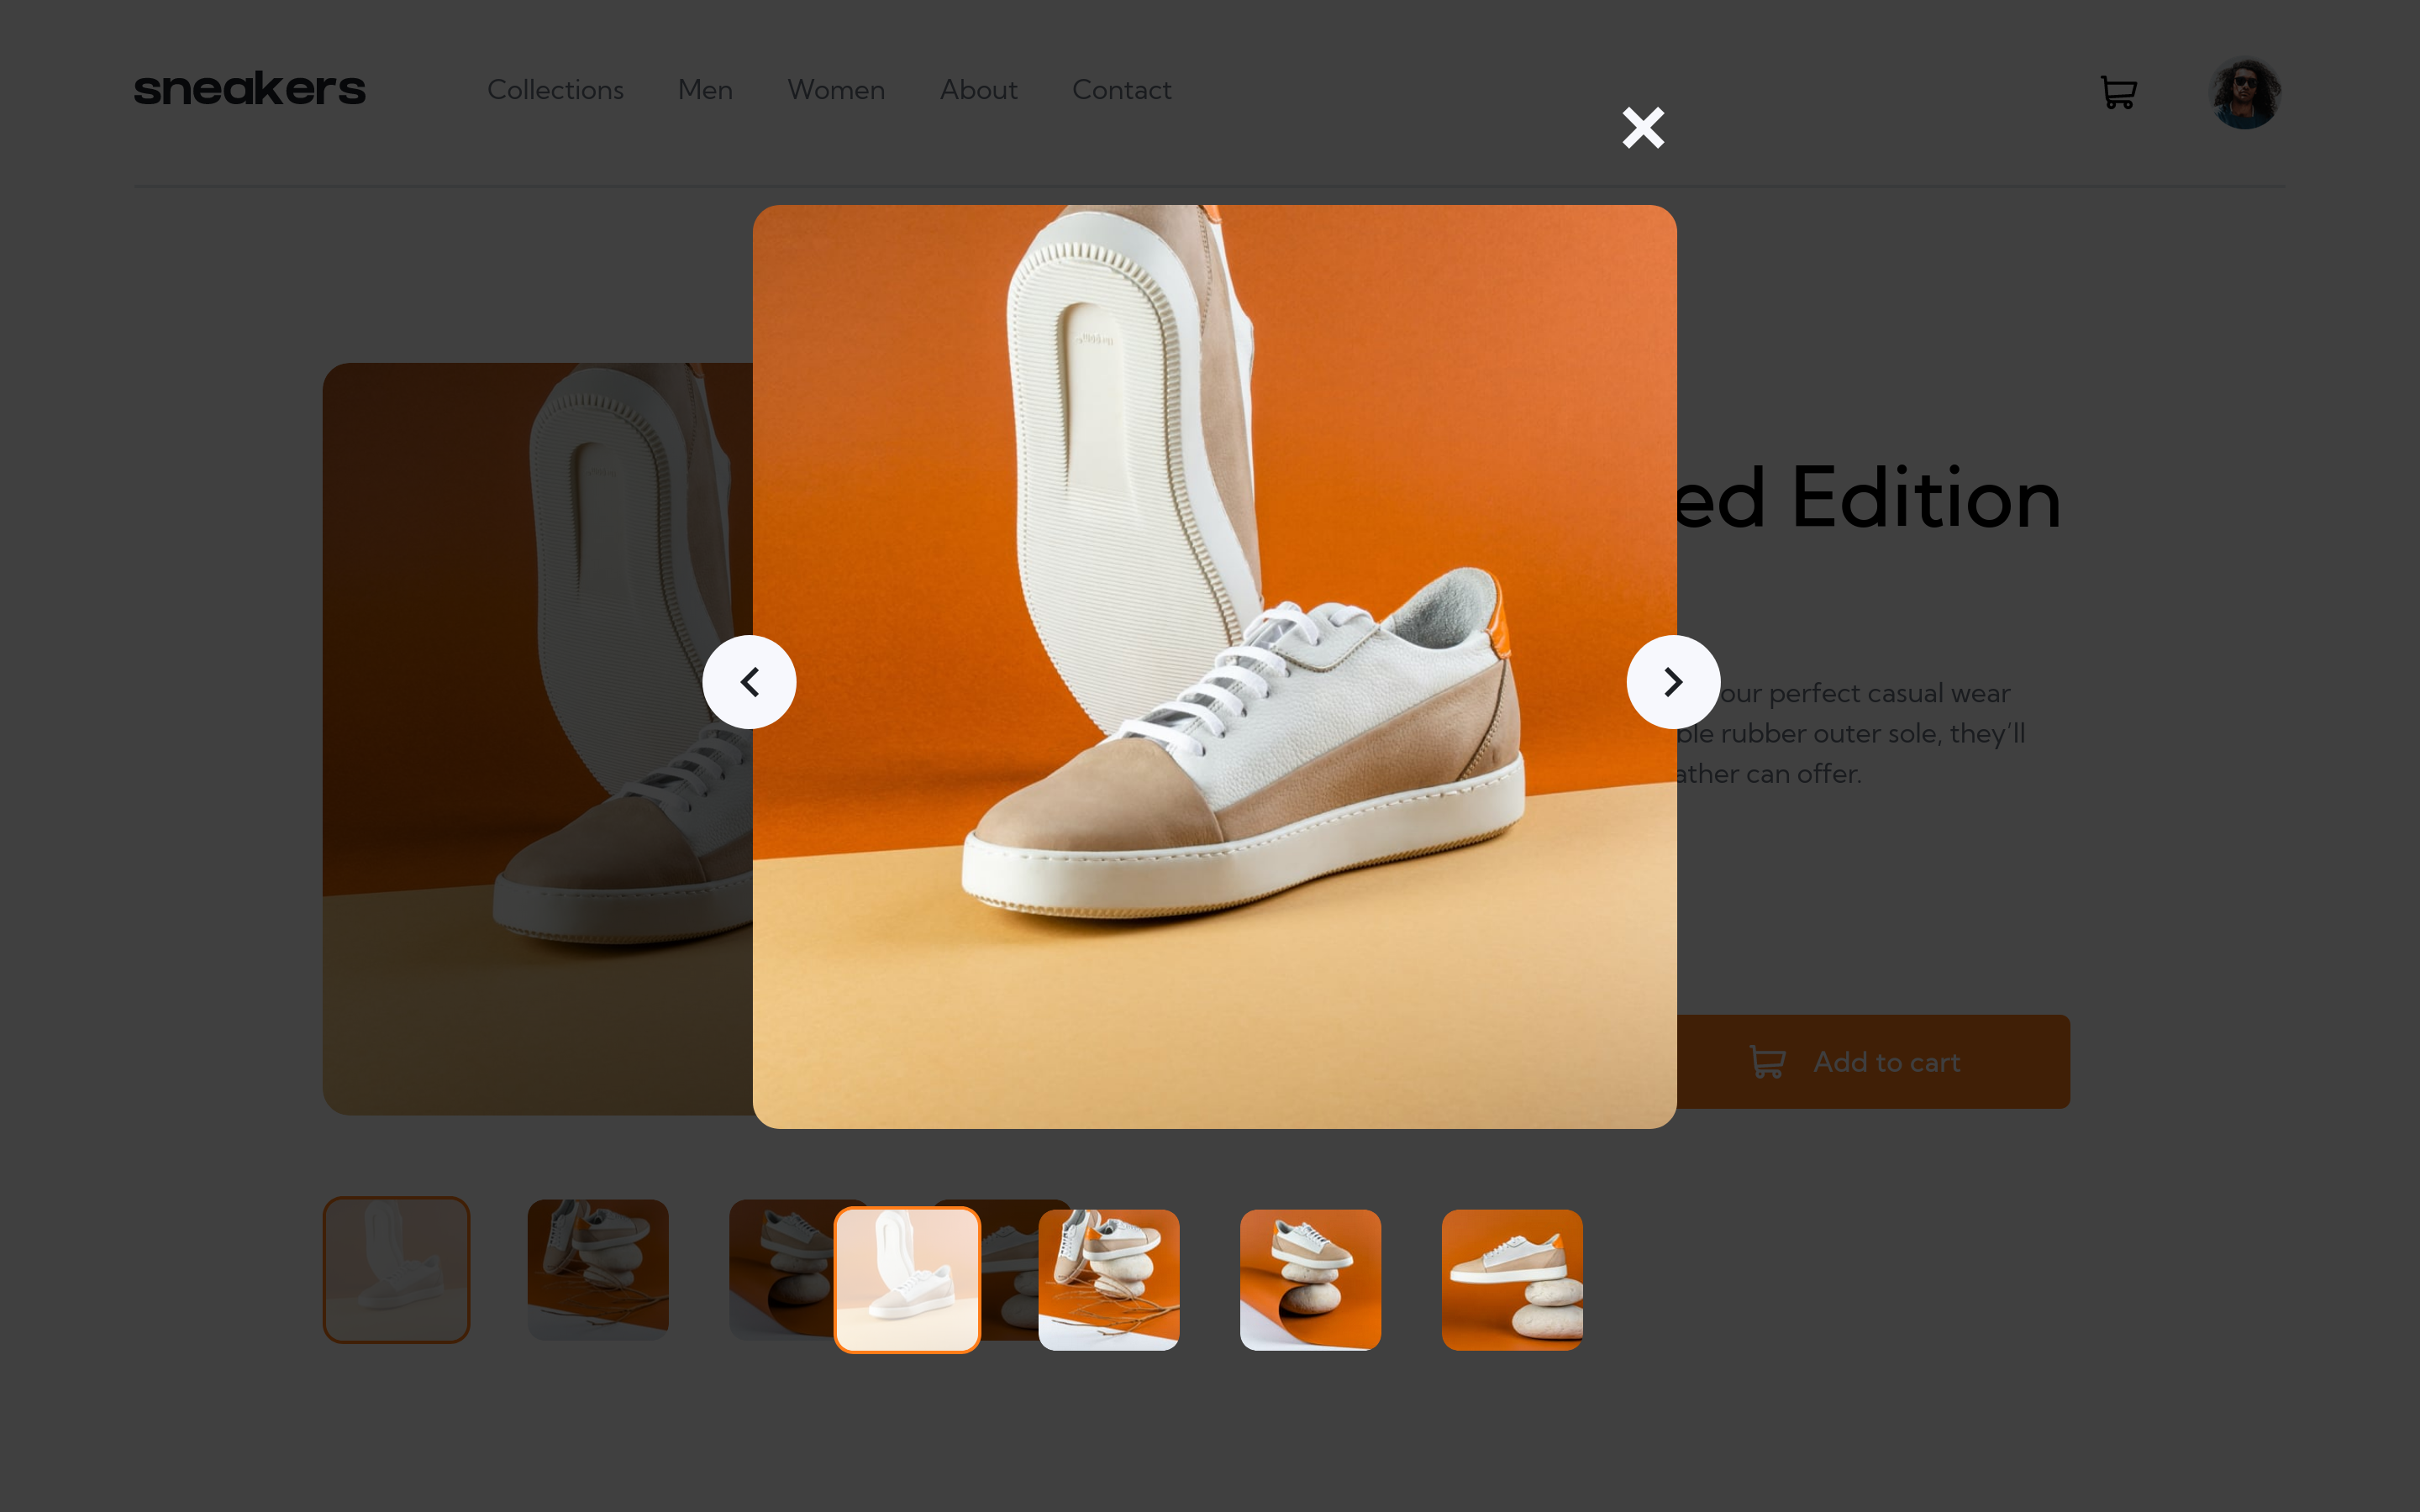 sneakers
Collections
Men
Women
About
Contact
ed Edition
our perfect casual wear
ble rubber outer sole, they'll
ather can offer.
Add to cart